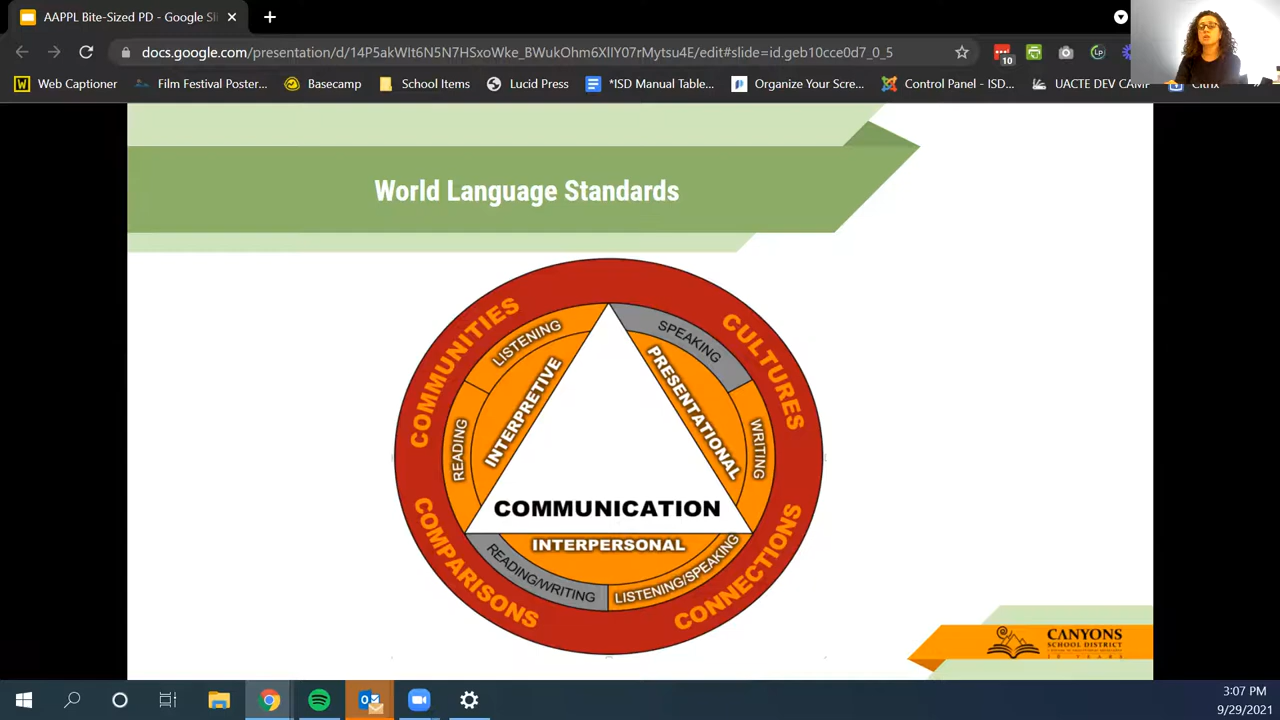 AAPPL Bite-Sized PD - Google Sli
docs.google.com/presentation/d/14P5akWIt6N5N7HSxoWke_BWukOhm6XlIY07rMytsu4E/edit#slide=id.geb10cce0d7_0_5
10
Web Captioner
Film Festival Poster...
Basecamp
School Items
Lucid Press
*ISD Manual Table...
Organize Your Scre...
Control Panel - ISD...
UACTE DEV CAMP
Citrix
World Language Standards
COMMUNITIES
CULTURES
LISTENING
SPEAKING
INTERPRETIVE
PRESENTATIONAL
READING
WRITING
COMMUNICATION
INTERPERSONAL
READING/WRITING
LISTENING/SPEAKING
COMPARISONS
CONNECTIONS
CANYONS
SCHOOL DISTRICT
3:07 PM
9/29/2021